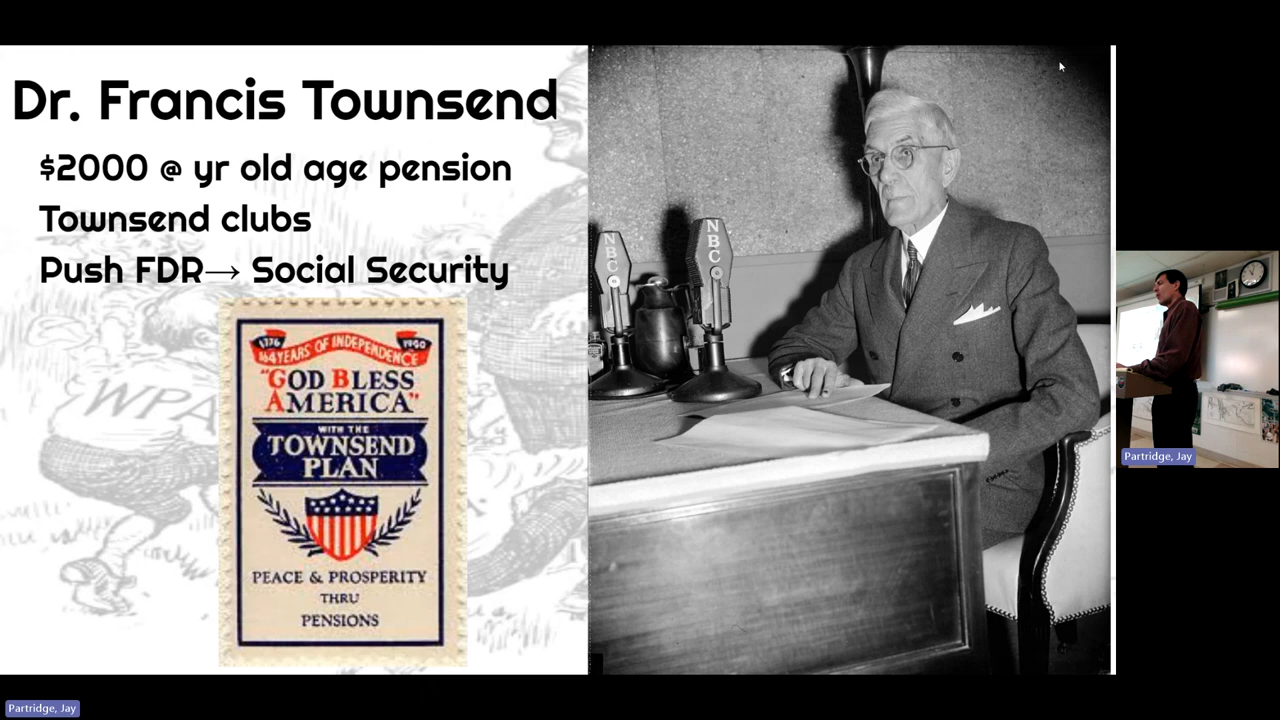 Dr. Francis Townsend
$2000 @ yr old age pension
Townsend clubs
Push FDR→ Social Security
WPA
1776
1940
164 YEARS OF INDEPENDENCE
"GOD BLESS
AMERICA"
WITH THE
TOWNSEND
PLAN
PEACE & PROSPERITY
THRU
PENSIONS
NBC
NBC
Partridge, Jay
Partridge, Jay